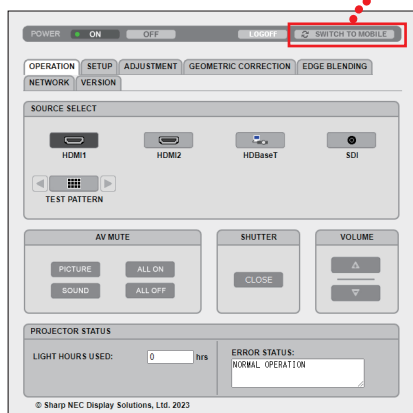 POWER ON OFF LOGOFF SWITCH TO MOBILE
OPERATION SETUP ADJUSTMENT GEOMETRIC CORRECTION EDGE BLENDING
NETWORK VERSION
SOURCE SELECT
HDMI1 HDMI2 HDBaseT SDI
TEST PATTERN
AV MUTE SHUTTER VOLUME
PICTURE ALL ON
CLOSE
SOUND ALL OFF
PROJECTOR STATUS
LIGHT HOURS USED: 0 hrs ERROR STATUS:
NORMAL OPERATION
© Sharp NEC Display Solutions, Ltd. 2023